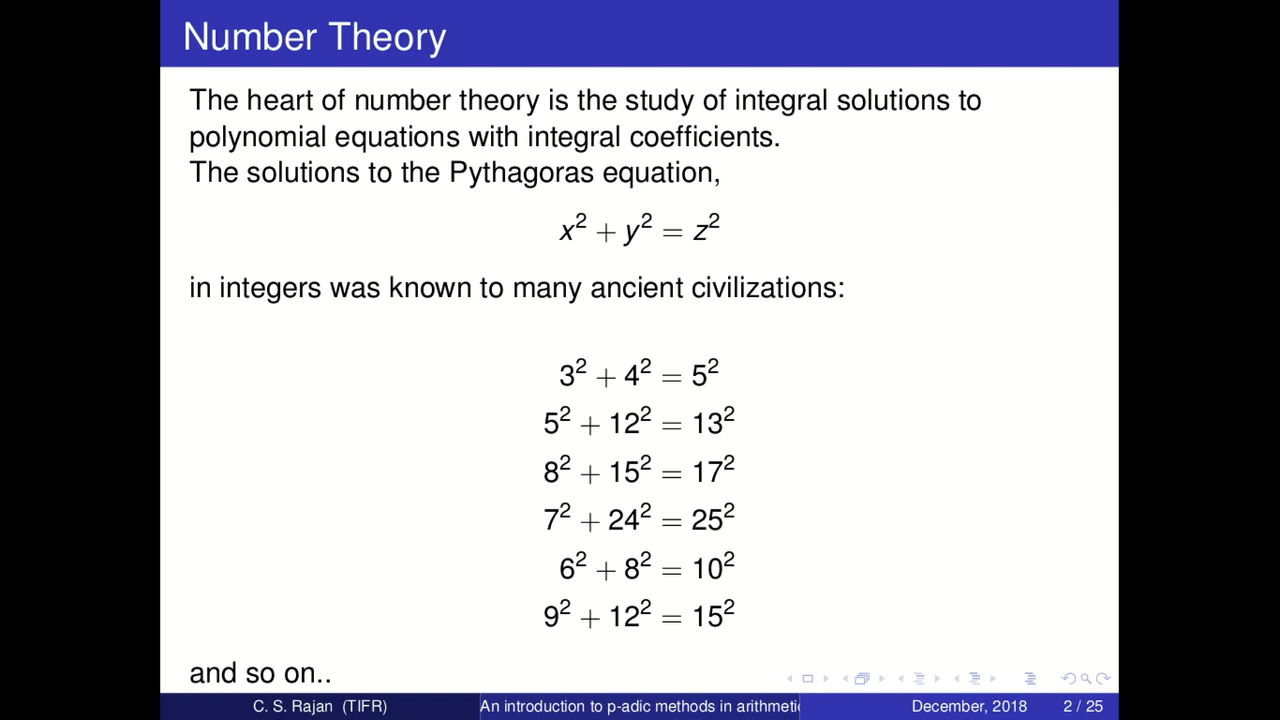 Number Theory
The heart of number theory is the study of integral solutions to
polynomial equations with integral coefficients.
The solutions to the Pythagoras equation,
x² + y² = z²
in integers was known to many ancient civilizations:
3² + 4² = 5²
5² + 12² = 13²
8² + 15² = 17²
7² + 24² = 25²
6² + 8² = 10²
9² + 12² = 15²
and so on..
C. S. Rajan (TIFR) An introduction to p-adic methods in arithmetic December, 2018 2 / 25